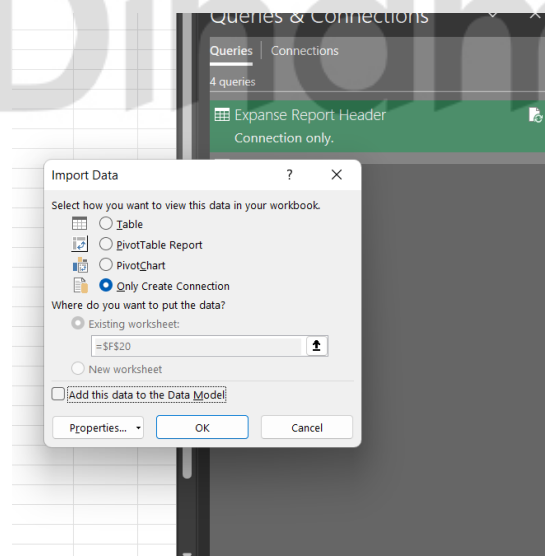 Queries & Connections
Queries | Connections
4 queries
Expanse Report Header
Connection only.
Import Data ? X
Select how you want to view this data in your workbook.
Table
PivotTable Report
PivotChart
Only Create Connection
Where do you want to put the data?
Existing worksheet:
=$F$20
New worksheet
Add this data to the Data Model
Properties...
OK
Cancel